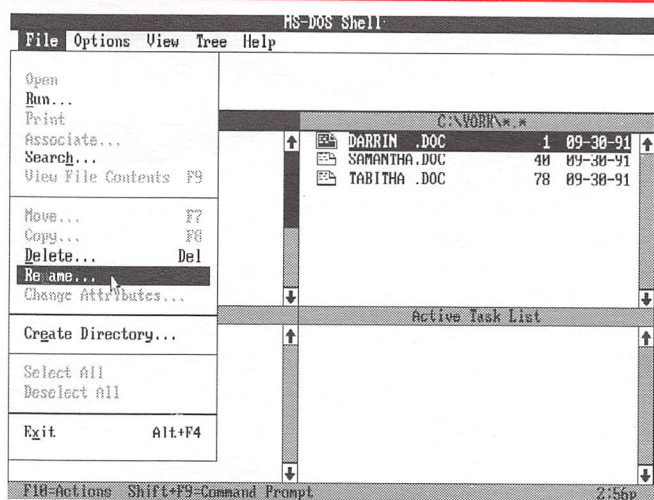 MS-DOS Shell
File Options View Tree Help
Open
Run...
Print
Associate...
Search...
View File Contents F9
Move... F7
Copy... F8
Delete... Del
Rename...
Change Attributes...
Create Directory...
Select All
Deselect All
Exit Alt+F4
C:\WORK\*.*
DARRIN .DOC 1 09-30-91
SAMANTHA.DOC 40 09-30-91
TABITHA .DOC 78 09-30-91
Active Task List
F10=Actions Shift+F9=Command Prompt 2:56p